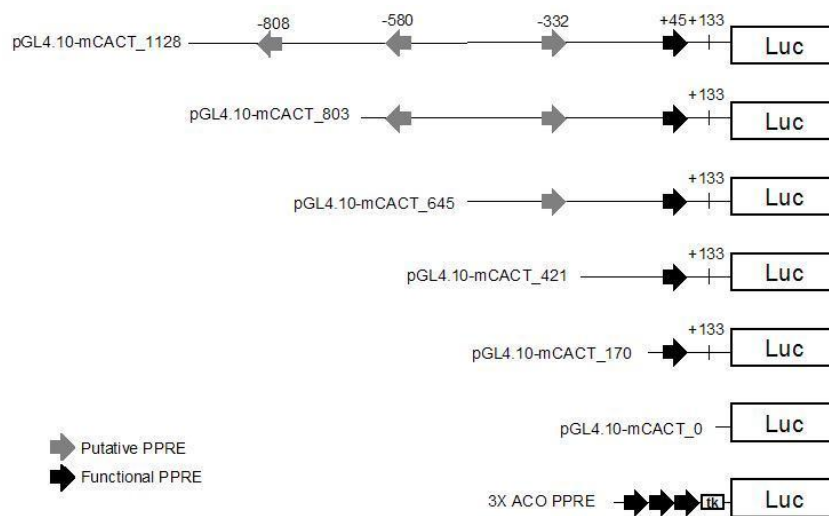 -808 -580 -332 +45+133
pGL4.10-mCACT_1128 Luc
+133
pGL4.10-mCACT_803 Luc
+133
pGL4.10-mCACT_645 Luc
+133
pGL4.10-mCACT_421 Luc
+133
pGL4.10-mCACT_170 Luc
pGL4.10-mCACT_0 Luc
Putative PPRE
Functional PPRE
3X ACO PPRE tk Luc